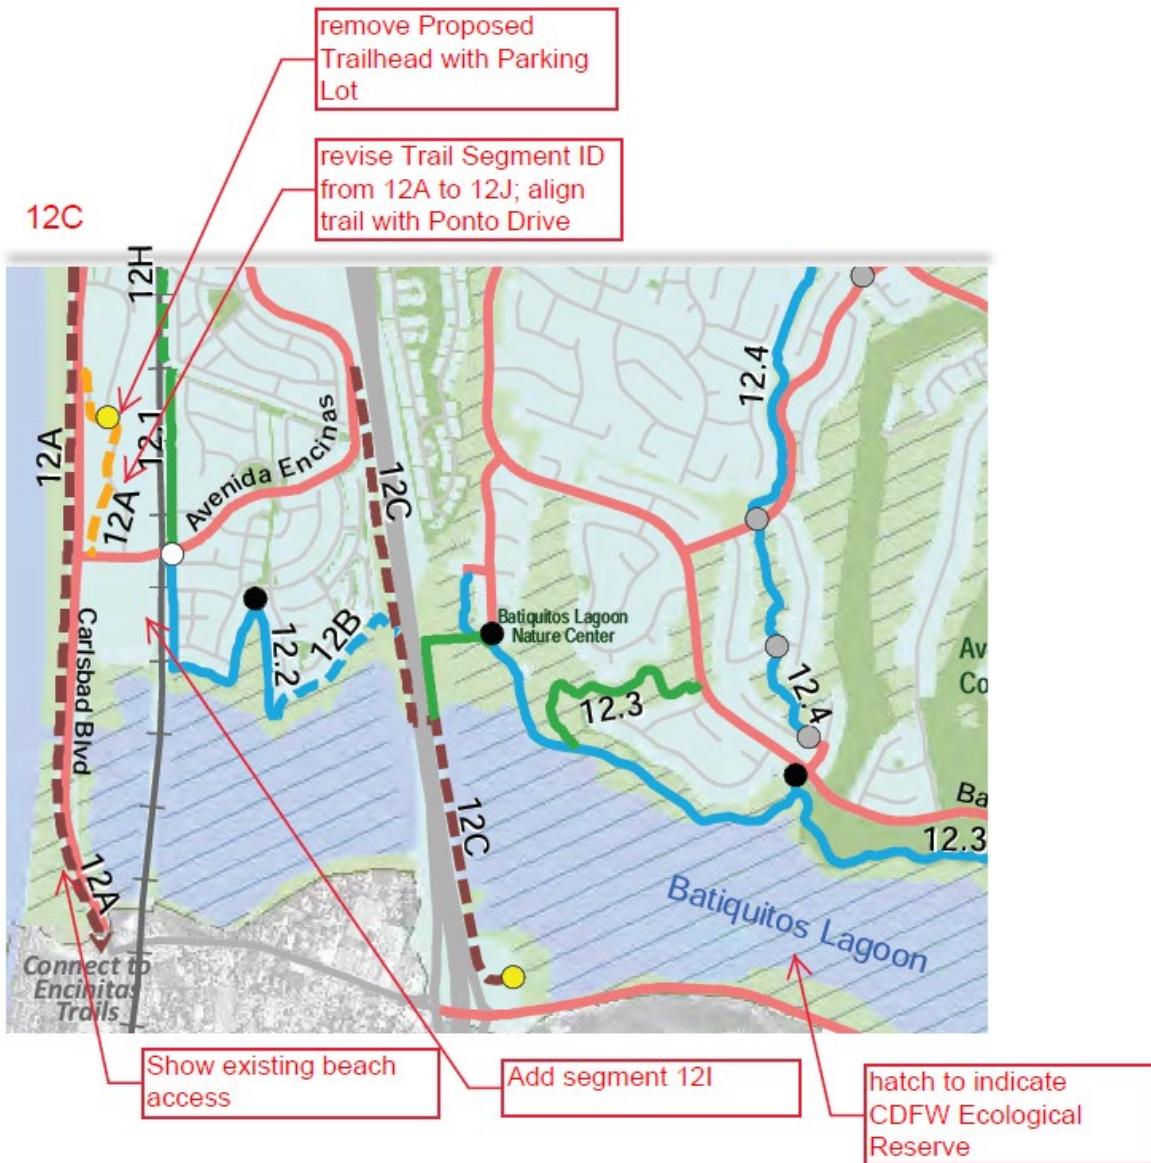 remove Proposed
Trailhead with Parking
Lot
revise Trail Segment ID
from 12A to 12J; align
trail with Ponto Drive
12C
12H
12.4
12A
12.1
12A
Avenida Encinas
12C
Batiquitos Lagoon
Nature Center
12.2
12B
12.3
12.4
Av
Co
Carlsbad Blvd
12C
Ba
12.3
12A
Batiquitos Lagoon
Connect to
Encinitas
Trails
Show existing beach
access
Add segment 12I
hatch to indicate
CDFW Ecological
Reserve